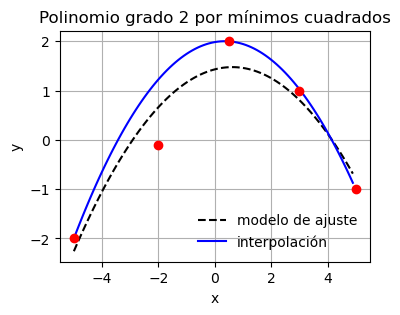 Polinomio grado 2 por mínimos cuadrados
2
1
0
−1
−2
y
modelo de ajuste
interpolación
−4
−2
0
2
4
x